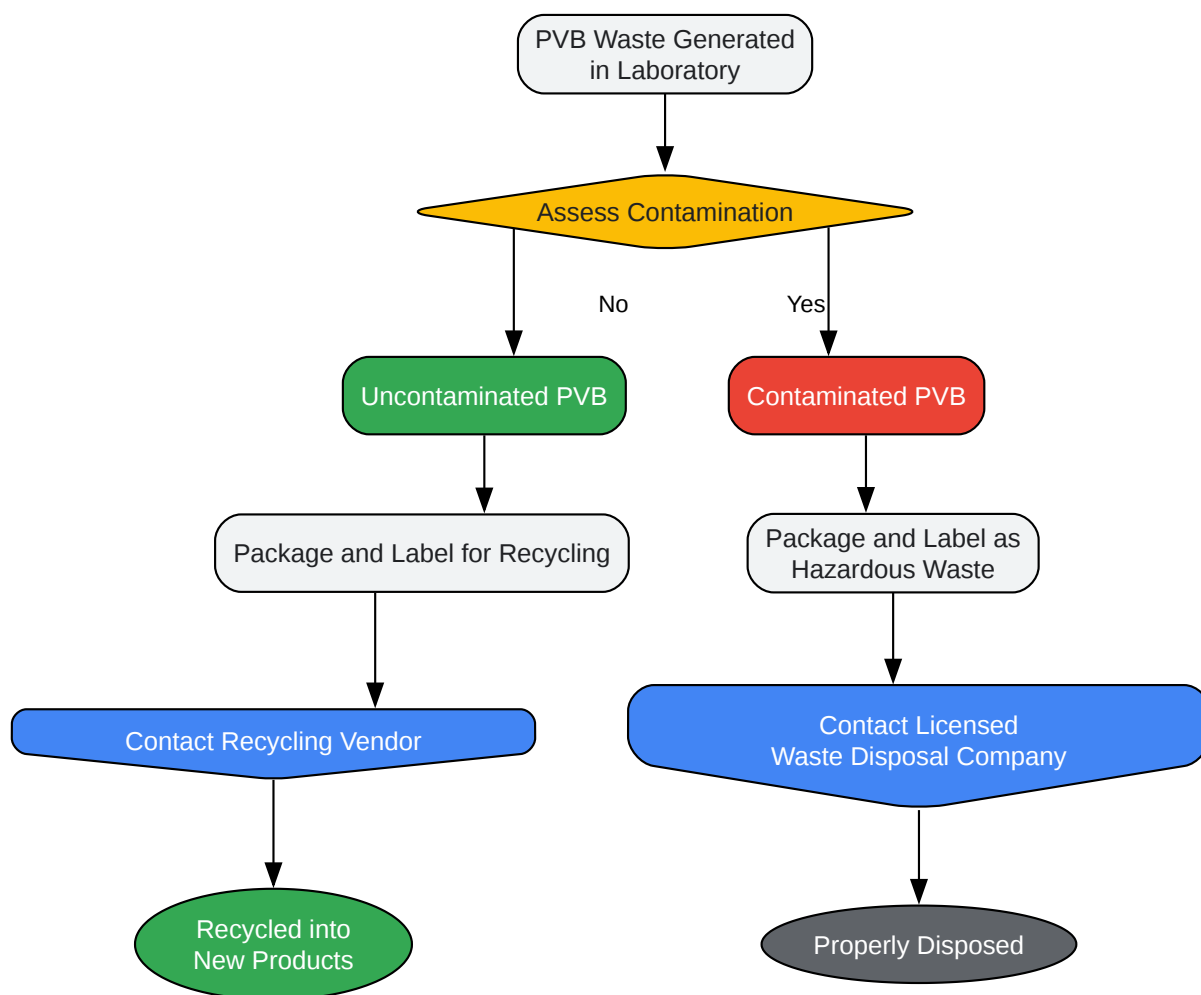 PVB Waste Generated
in Laboratory
Assess Contamination
No
Yes
Uncontaminated PVB
Contaminated PVB
Package and Label for Recycling
Package and Label as
Hazardous Waste
Contact Recycling Vendor
Contact Licensed
Waste Disposal Company
Recycled into
New Products
Properly Disposed